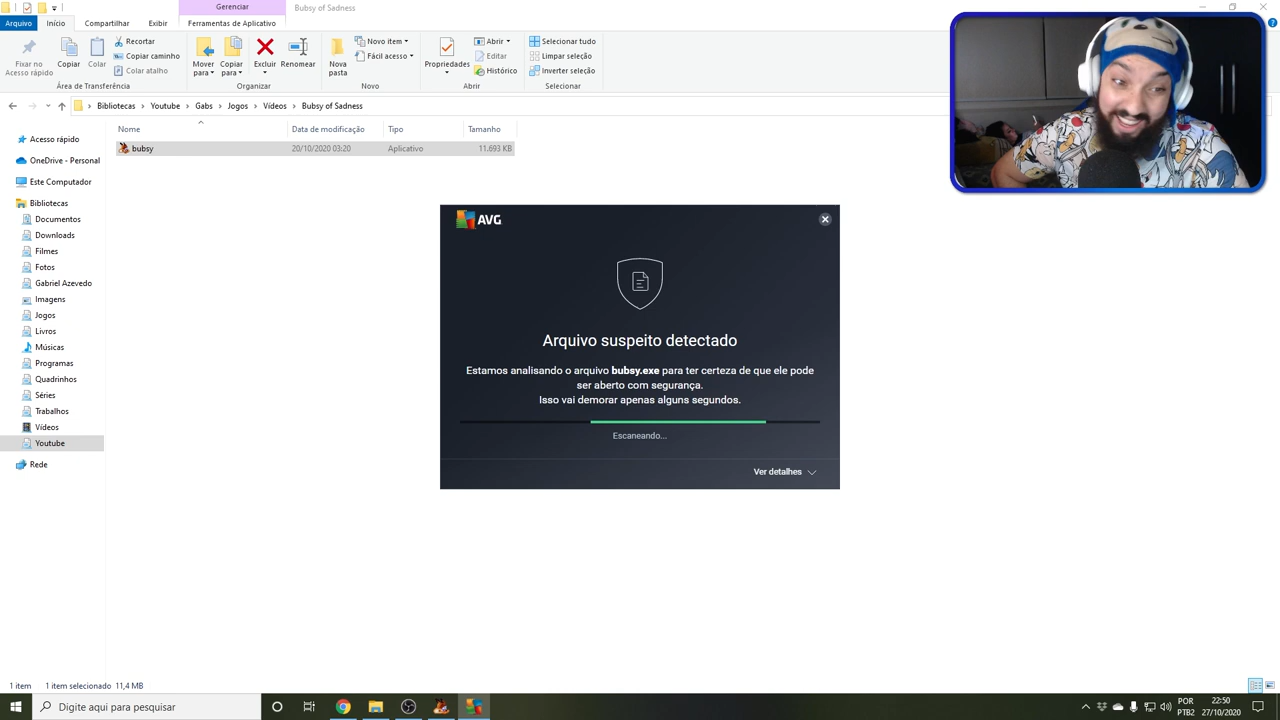 Gerenciar
Bubsy of Sadness
Arquivo
Início
Compartilhar
Exibir
Ferramentas de Aplicativo
Fixar no
Acesso rápido
Copiar
Colar
Recortar
Copiar caminho
Colar atalho
Área de Transferência
Mover
para
Copiar
para
Excluir
Renomear
Organizar
Nova
pasta
Novo item
Fácil acesso
Novo
Propriedades
Abrir
Editar
Histórico
Abrir
Selecionar tudo
Limpar seleção
Inverter seleção
Selecionar
Bibliotecas > Youtube > Gabs > Jogos > Vídeos > Bubsy of Sadness
Nome
Data de modificação
Tipo
Tamanho
bubsy
20/10/2020 03:20
Aplicativo
11.693 KB
Acesso rápido
OneDrive - Personal
Este Computador
Bibliotecas
Documentos
Downloads
Filmes
Fotos
Gabriel Azevedo
Imagens
Jogos
Livros
Músicas
Programas
Quadrinhos
Séries
Trabalhos
Vídeos
Youtube
Rede
AVG
Arquivo suspeito detectado
Estamos analisando o arquivo bubsy.exe para ter certeza de que ele pode
ser aberto com segurança.
Isso vai demorar apenas alguns segundos.
Escaneando...
Ver detalhes
1 item
1 item selecionado 11,4 MB
Digite aqui para pesquisar
POR
PTB2
22:50
27/10/2020